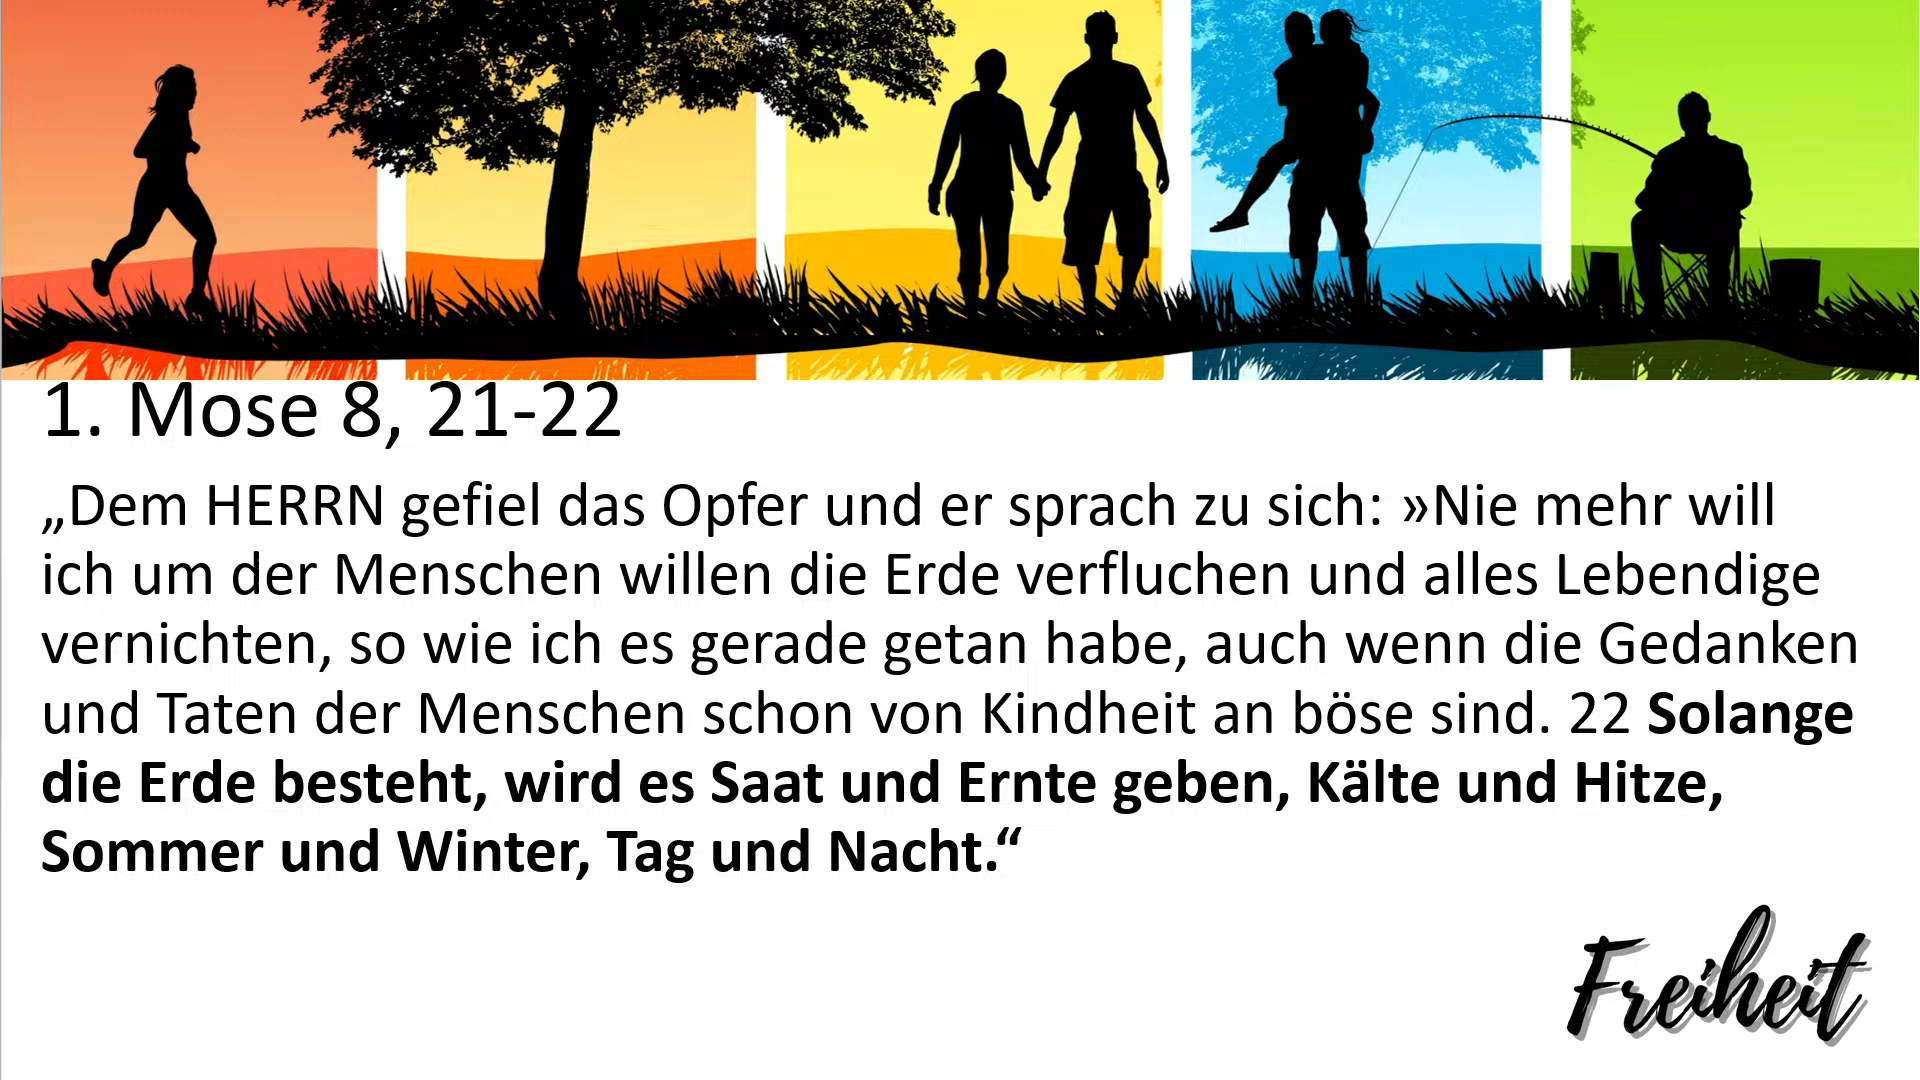 1. Mose 8, 21-22
„Dem HERRN gefiel das Opfer und er sprach zu sich: »Nie mehr will
ich um der Menschen willen die Erde verfluchen und alles Lebendige
vernichten, so wie ich es gerade getan habe, auch wenn die Gedanken
und Taten der Menschen schon von Kindheit an böse sind. 22 Solange
die Erde besteht, wird es Saat und Ernte geben, Kälte und Hitze,
Sommer und Winter, Tag und Nacht.“
Freiheit